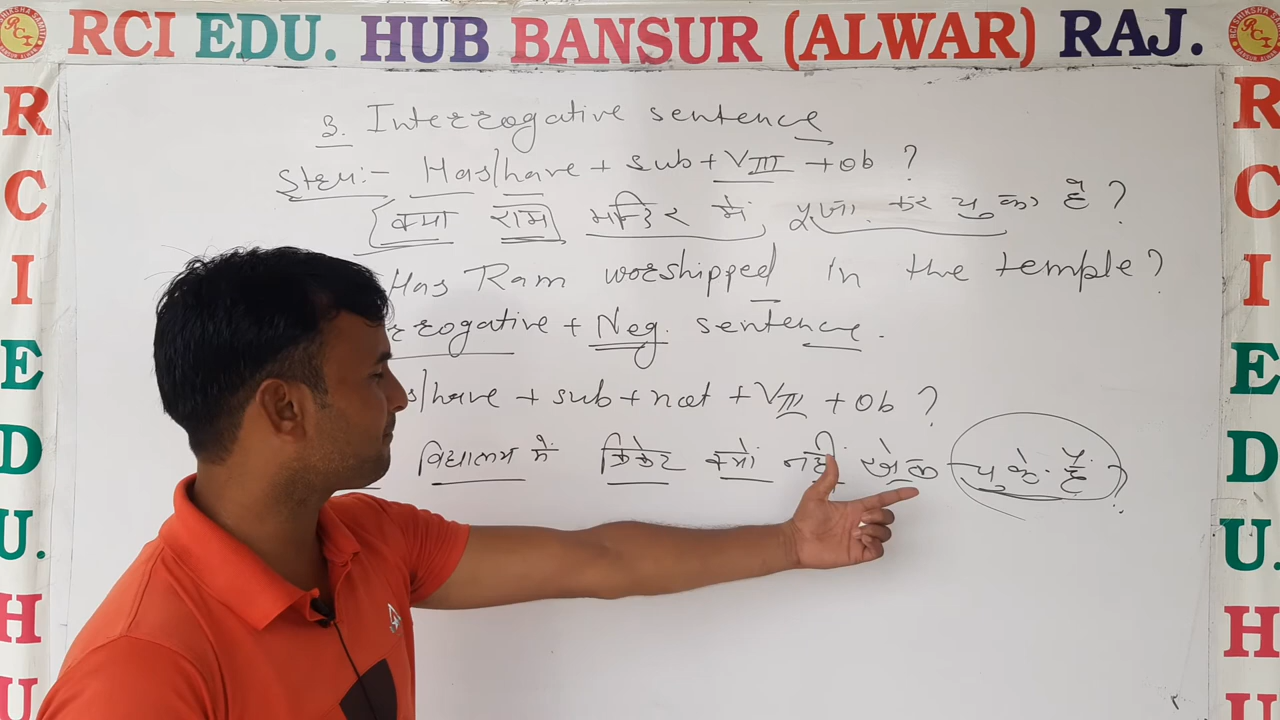 RCI EDU. HUB BANSUR (ALWAR) RAJ.
R
C
I
E
D
U.
H
U
3. Interrogative sentence
Has/have + sub + VIII + ob ?
क्या राम मन्दिर में पूजा कर चुका है ?
Has Ram worshipped in the temple?
rrogative + Neg. sentence.
s/have + sub + not + VIII + ob ?
विद्यालय में क्रिकेट क्यों नहीं खेल चुके हैं ?
R
C
I
E
D
U.
H
U